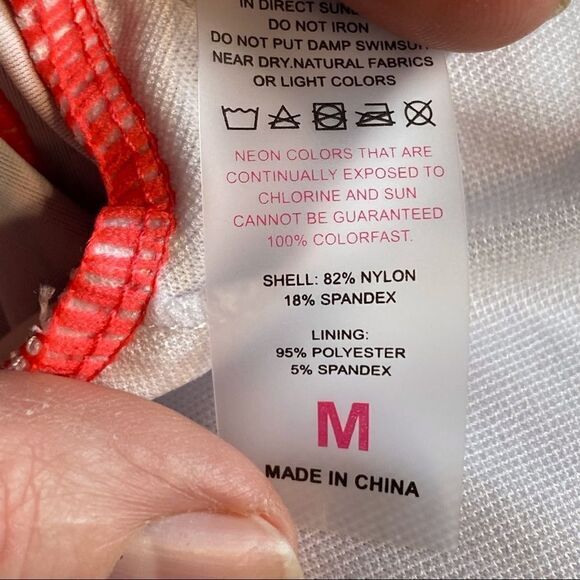 IN DIRECT
DO NOT IRON
DO NOT PUT DAMP SWIMSUIT
NEAR DRY.NATURAL FABRICS
OR LIGHT COLORS
NEON COLORS THAT ARE
CONTINUALLY EXPOSED TO
CHLORINE AND SUN
CANNOT BE GUARANTEED
100% COLORFAST.
SHELL: 82% NYLON
18% SPANDEX
LINING:
95% POLYESTER
5% SPANDEX
M
MADE IN CHINA